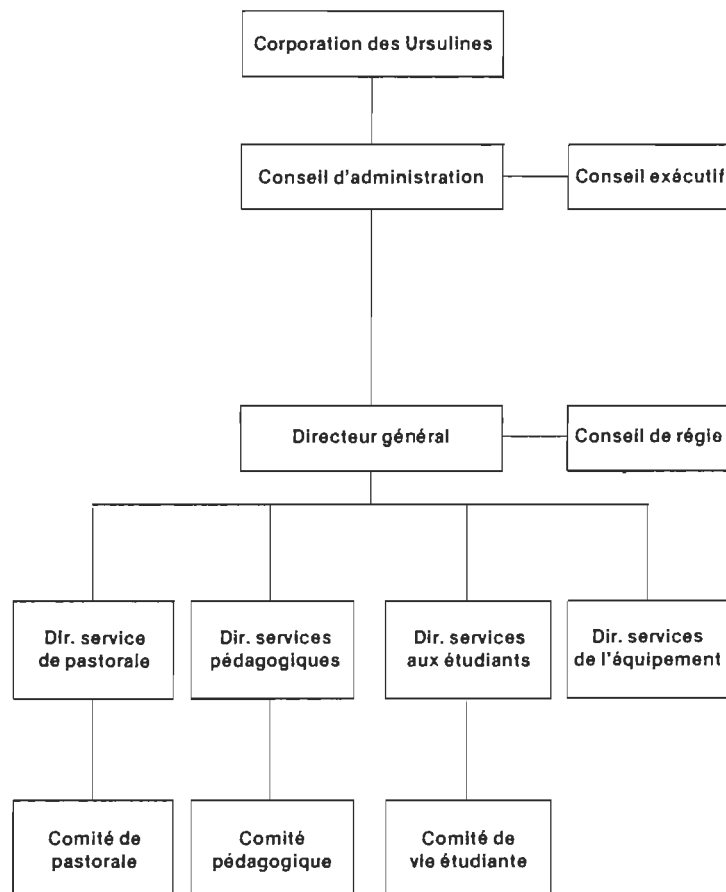 Corporation des Ursulines
Conseil d'administration
Conseil exécutif
Directeur général
Conseil de régie
Dir. service
de pastorale
Dir. services
pédagogiques
Dir. services
aux étudiants
Dir. services
de l'équipement
Comité de
pastorale
Comité
pédagogique
Comité de
vie étudiante